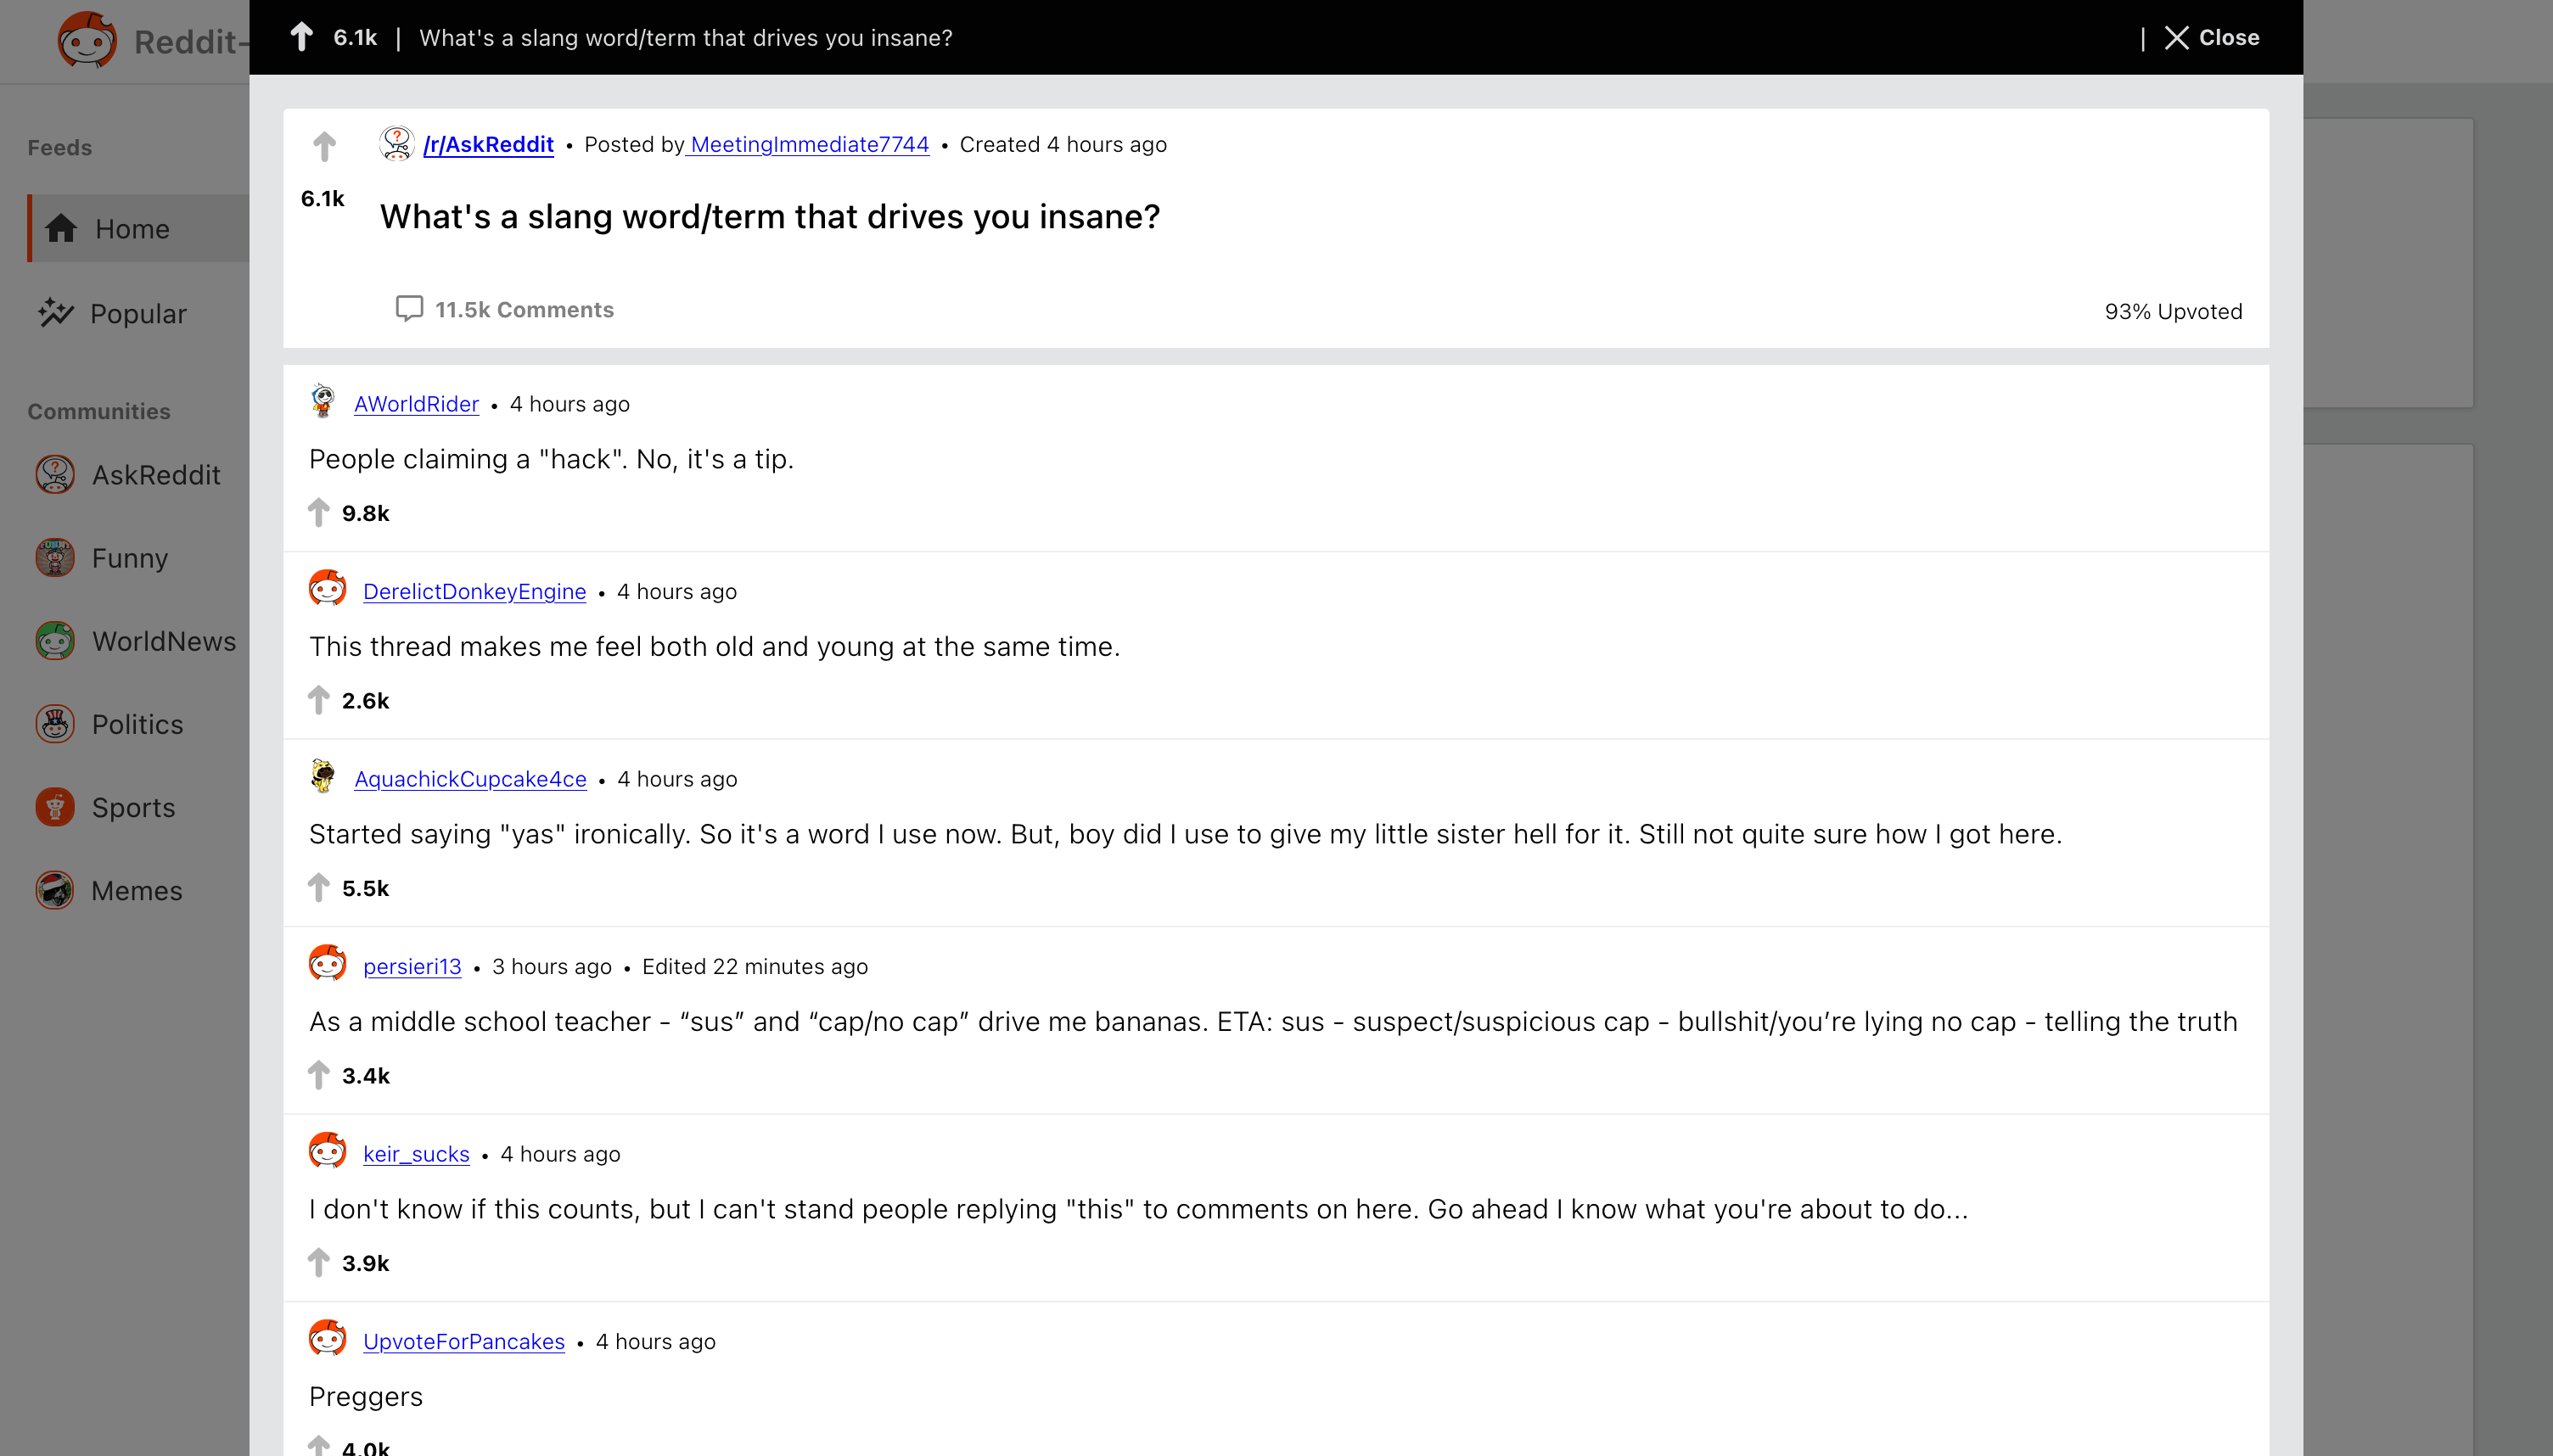 Reddit-
6.1k | What's a slang word/term that drives you insane? | Close
Feeds
Home
Popular
Communities
AskReddit
Funny
WorldNews
Politics
Sports
Memes
/r/AskReddit • Posted by MeetingImmediate7744 • Created 4 hours ago
6.1k
What's a slang word/term that drives you insane?
11.5k Comments
93% Upvoted
AWorldRider • 4 hours ago
People claiming a "hack". No, it's a tip.
9.8k
DerelictDonkeyEngine • 4 hours ago
This thread makes me feel both old and young at the same time.
2.6k
AquachickCupcake4ce • 4 hours ago
Started saying "yas" ironically. So it's a word I use now. But, boy did I use to give my little sister hell for it. Still not quite sure how I got here.
5.5k
persieri13 • 3 hours ago • Edited 22 minutes ago
As a middle school teacher - “sus” and “cap/no cap” drive me bananas. ETA: sus - suspect/suspicious cap - bullshit/you’re lying no cap - telling the truth
3.4k
keir_sucks • 4 hours ago
I don't know if this counts, but I can't stand people replying "this" to comments on here. Go ahead I know what you're about to do...
3.9k
UpvoteForPancakes • 4 hours ago
Preggers
4.0k